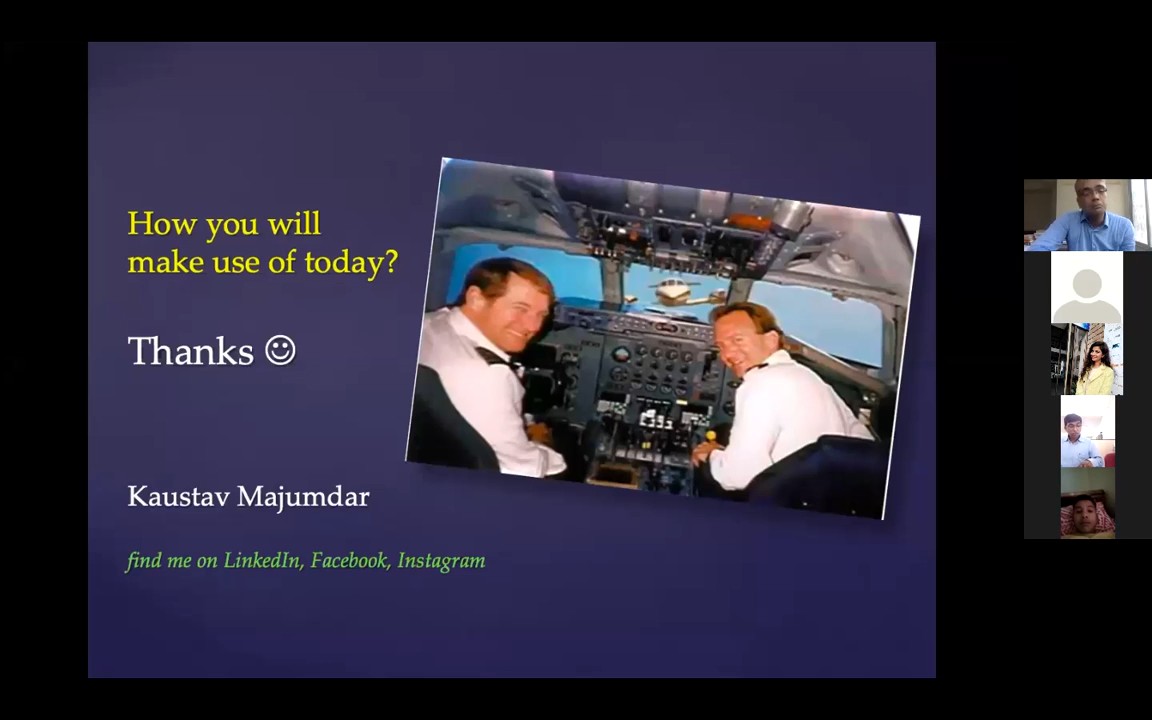 How you will
make use of today?
Thanks ☺
Kaustav Majumdar
find me on LinkedIn, Facebook, Instagram